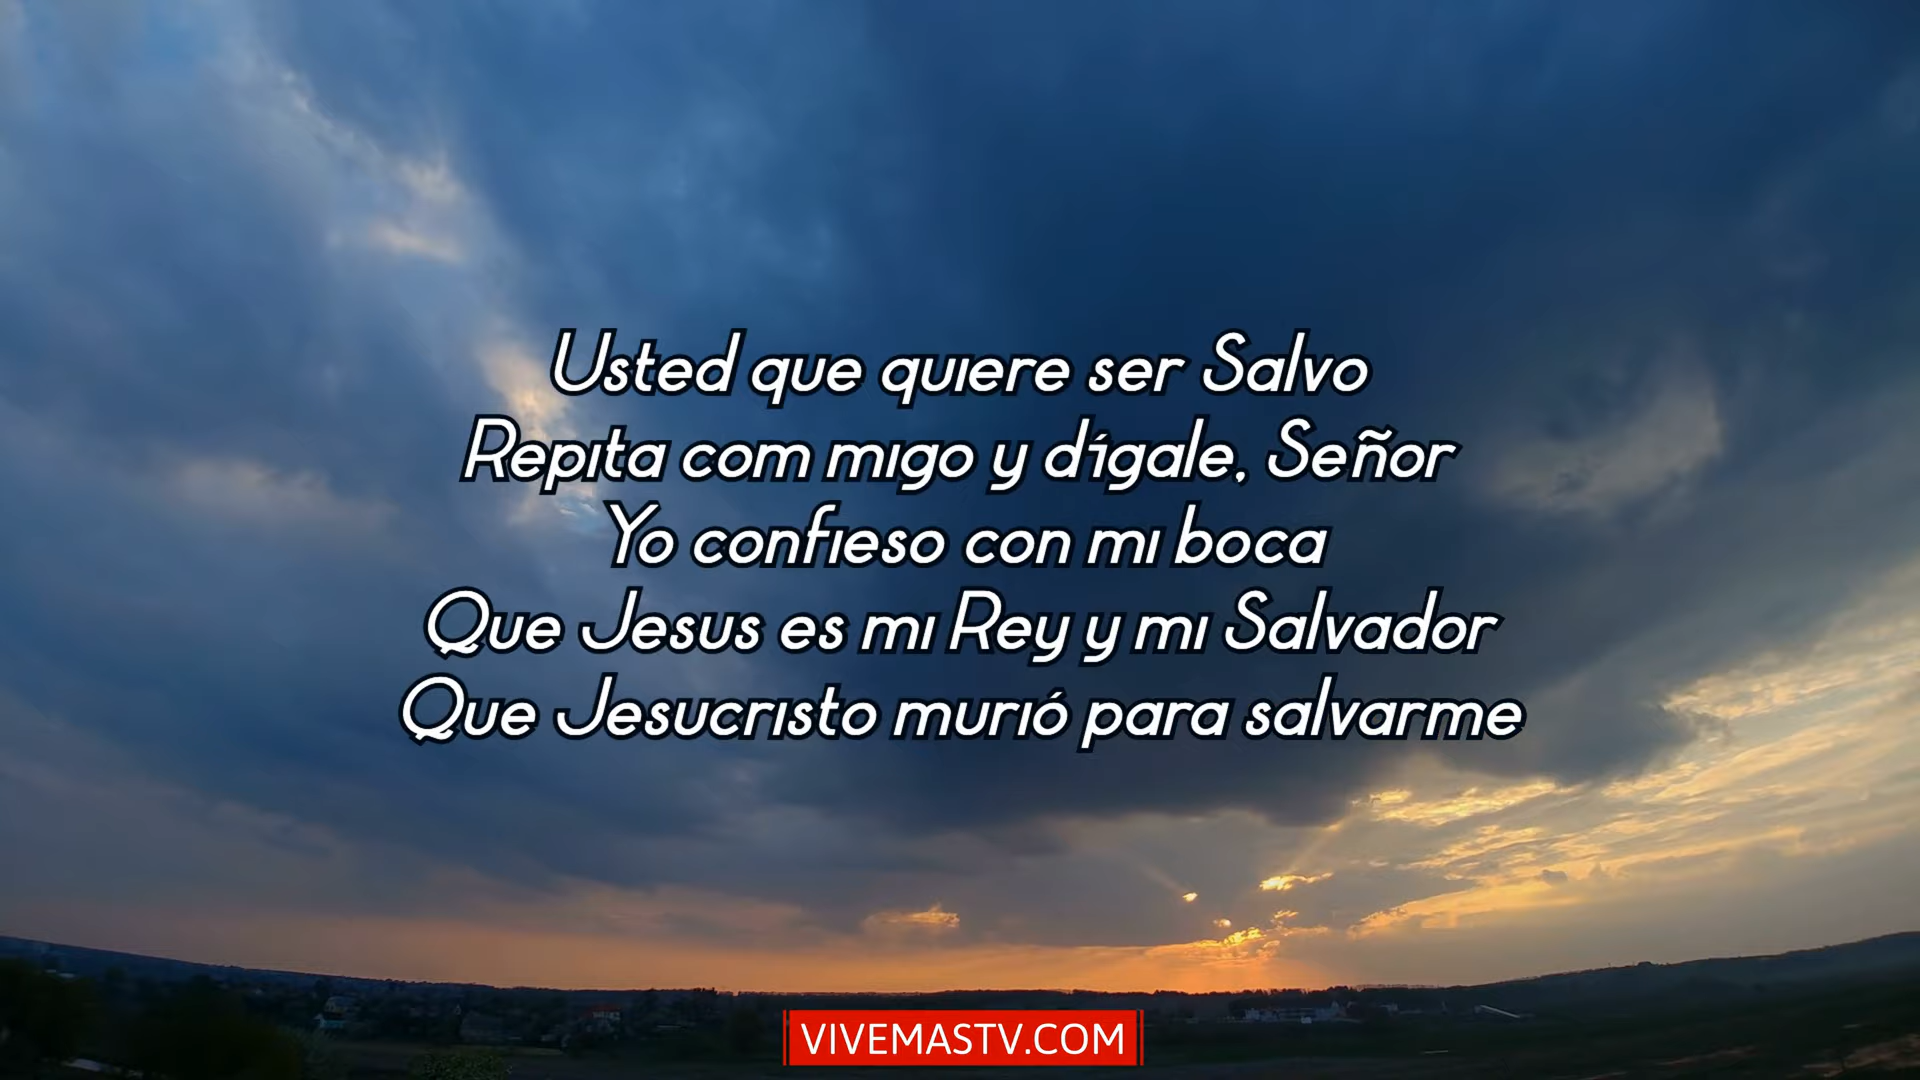 Usted que quiere ser Salvo
Repita com migo y dígale, Señor
Yo confieso con mi boca
Que Jesus es mi Rey y mi Salvador
Que Jesucristo murió para salvarme
VIVEMASTV.COM